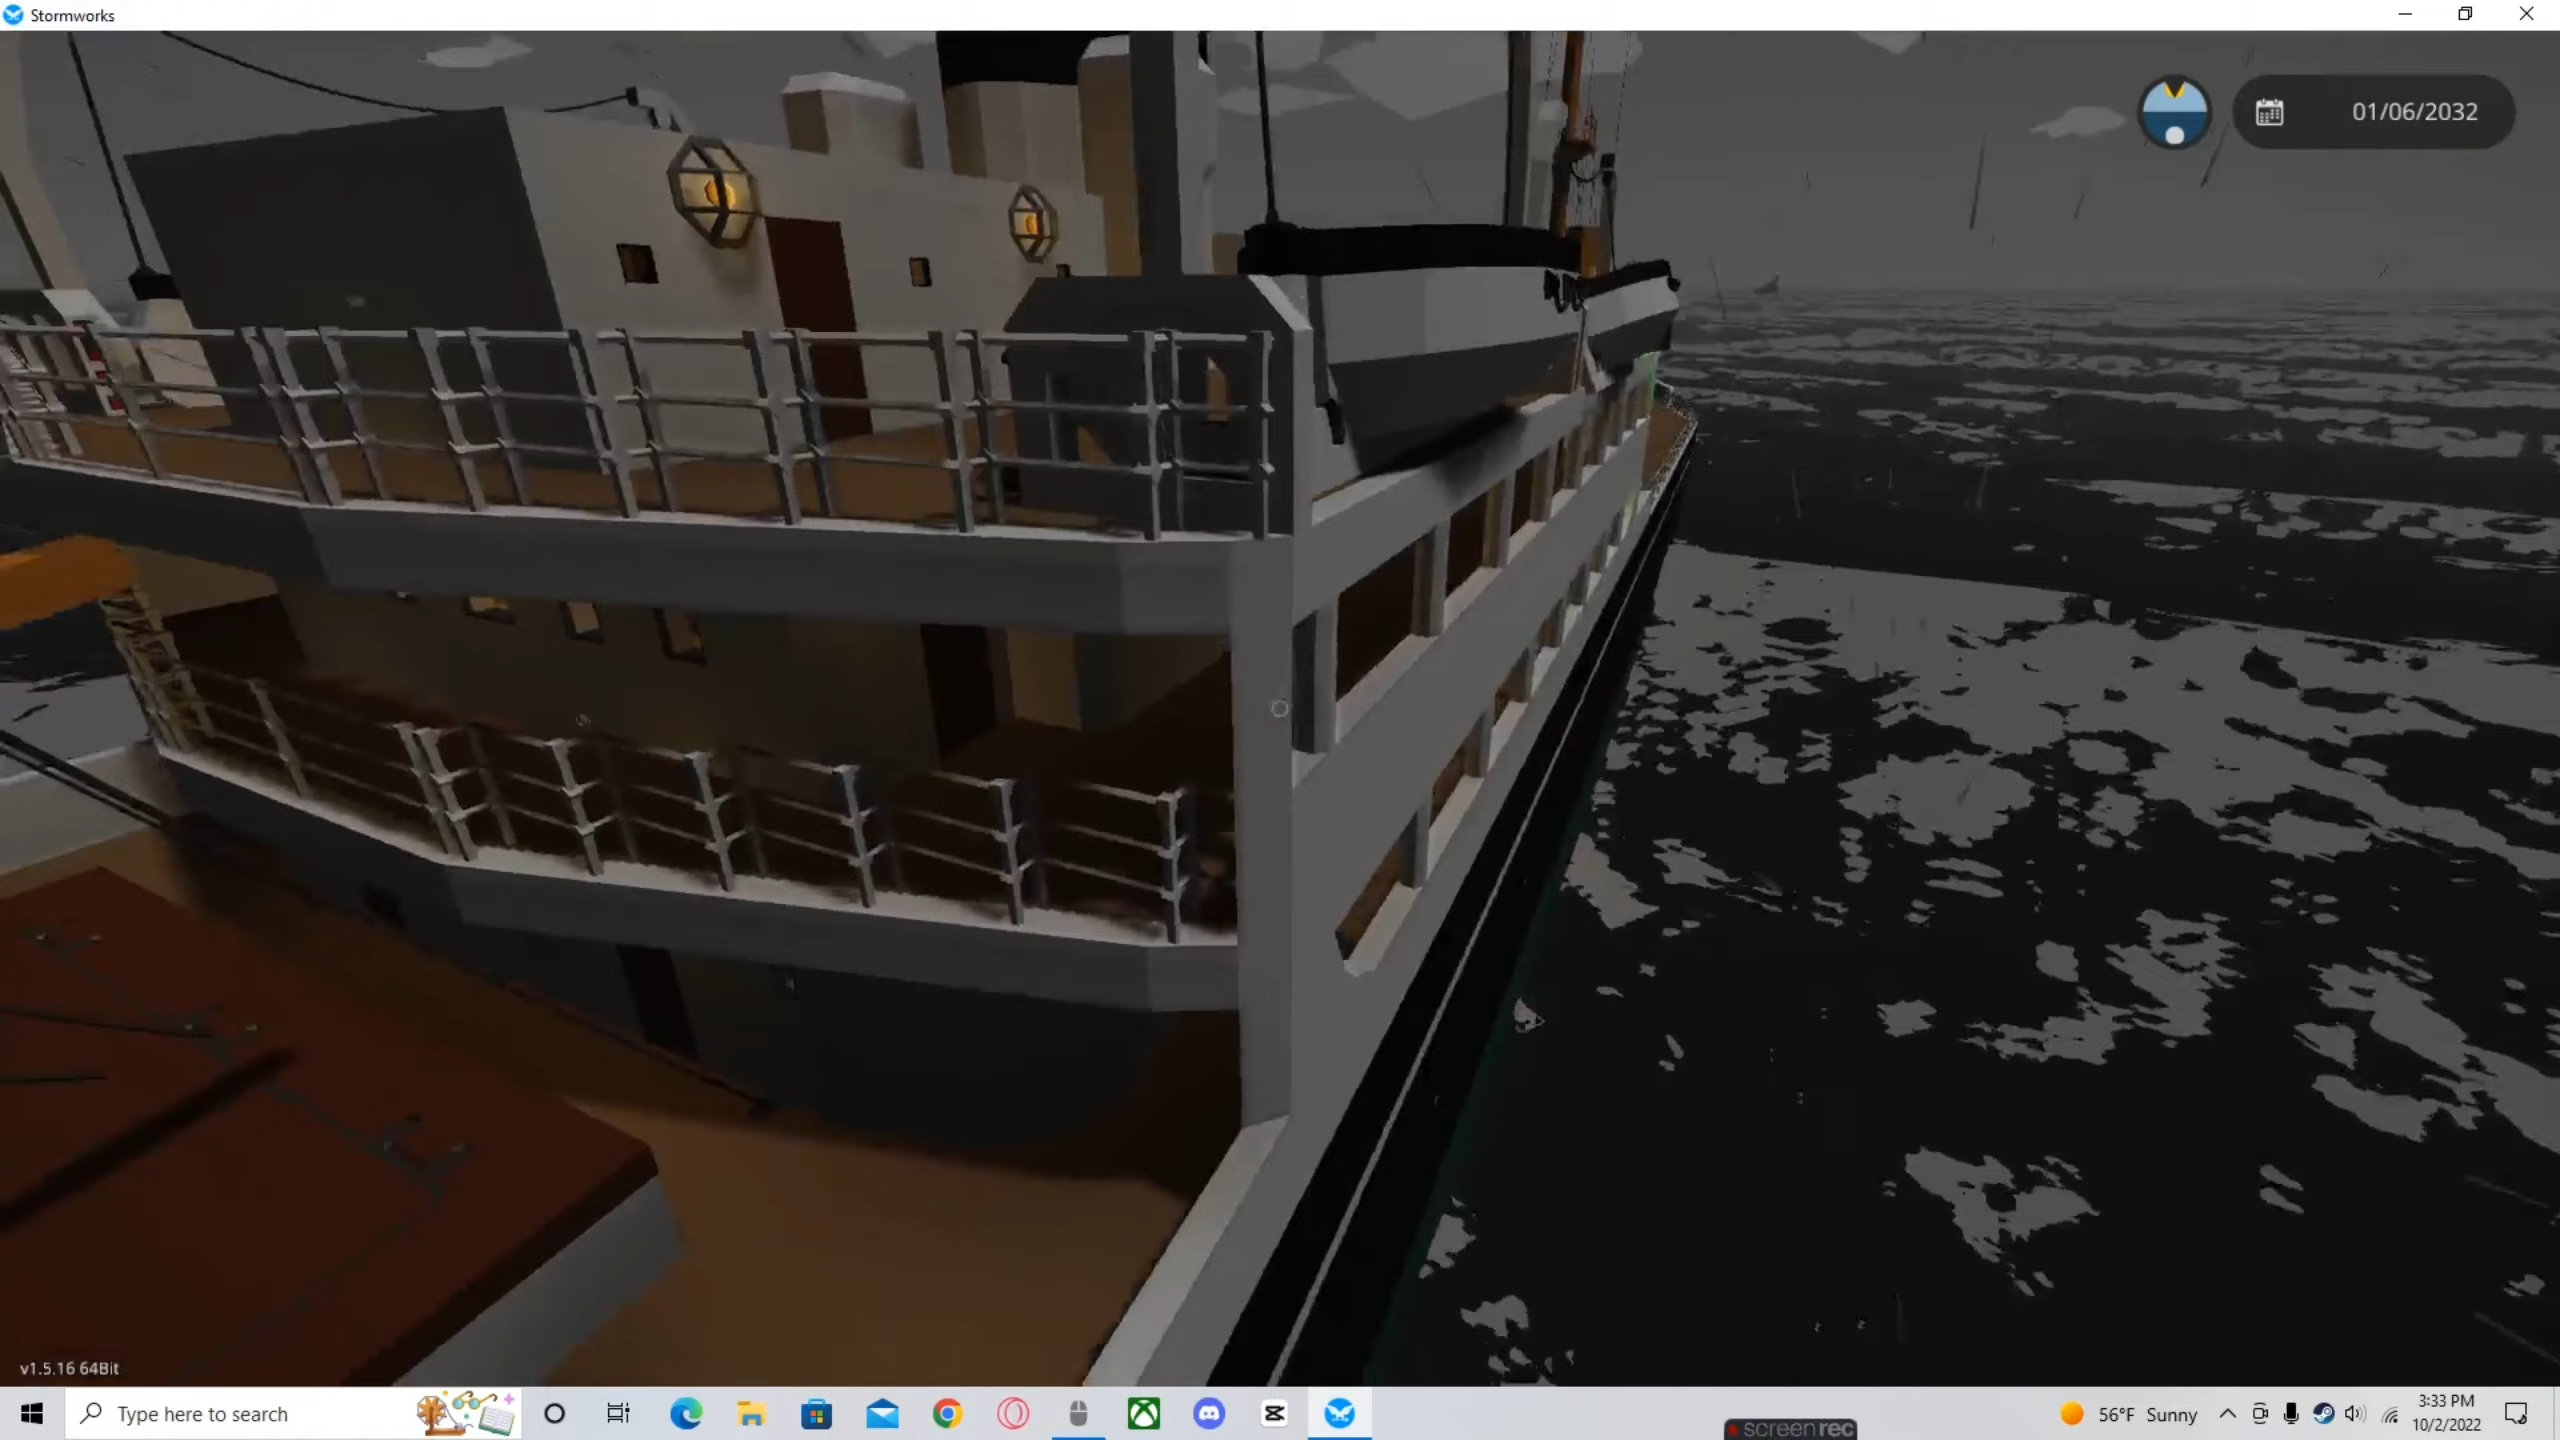 Stormworks
01/06/2032
v1.5.16 64Bit
Type here to search
screenrec
56°F Sunny
3:33 PM
10/2/2022